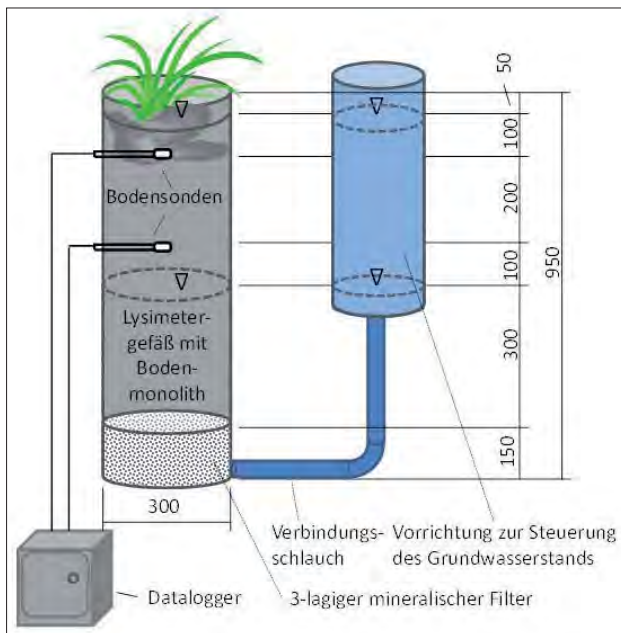 50
100
200
100
300
150
950
Bodensonden
Lysimeter-
gefäß mit
Boden-
monolith
300
Verbindungs-
schlauch
Vorrichtung zur Steuerung
des Grundwasserstands
Datalogger
3-lagiger mineralischer Filter